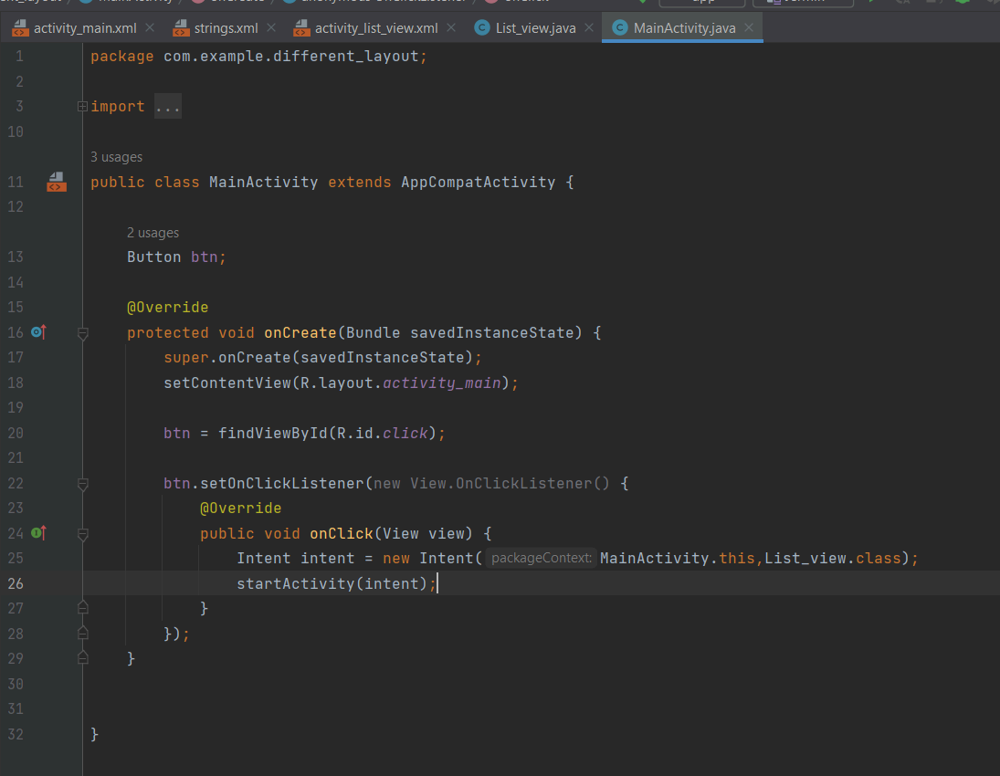 activity_main.xml strings.xml activity_list_view.xml List_view.java MainActivity.java
1 package com.example.different_layout;
2
3 import ...
10
3 usages
11 public class MainActivity extends AppCompatActivity {
12
2 usages
13 Button btn;
14
15 @Override
16 protected void onCreate(Bundle savedInstanceState) {
17 super.onCreate(savedInstanceState);
18 setContentView(R.layout.activity_main);
19
20 btn = findViewById(R.id.click);
21
22 btn.setOnClickListener(new View.OnClickListener() {
23 @Override
24 public void onClick(View view) {
25 Intent intent = new Intent( packageContext: MainActivity.this,List_view.class);
26 startActivity(intent);
27 }
28 });
29 }
30
31
32 }